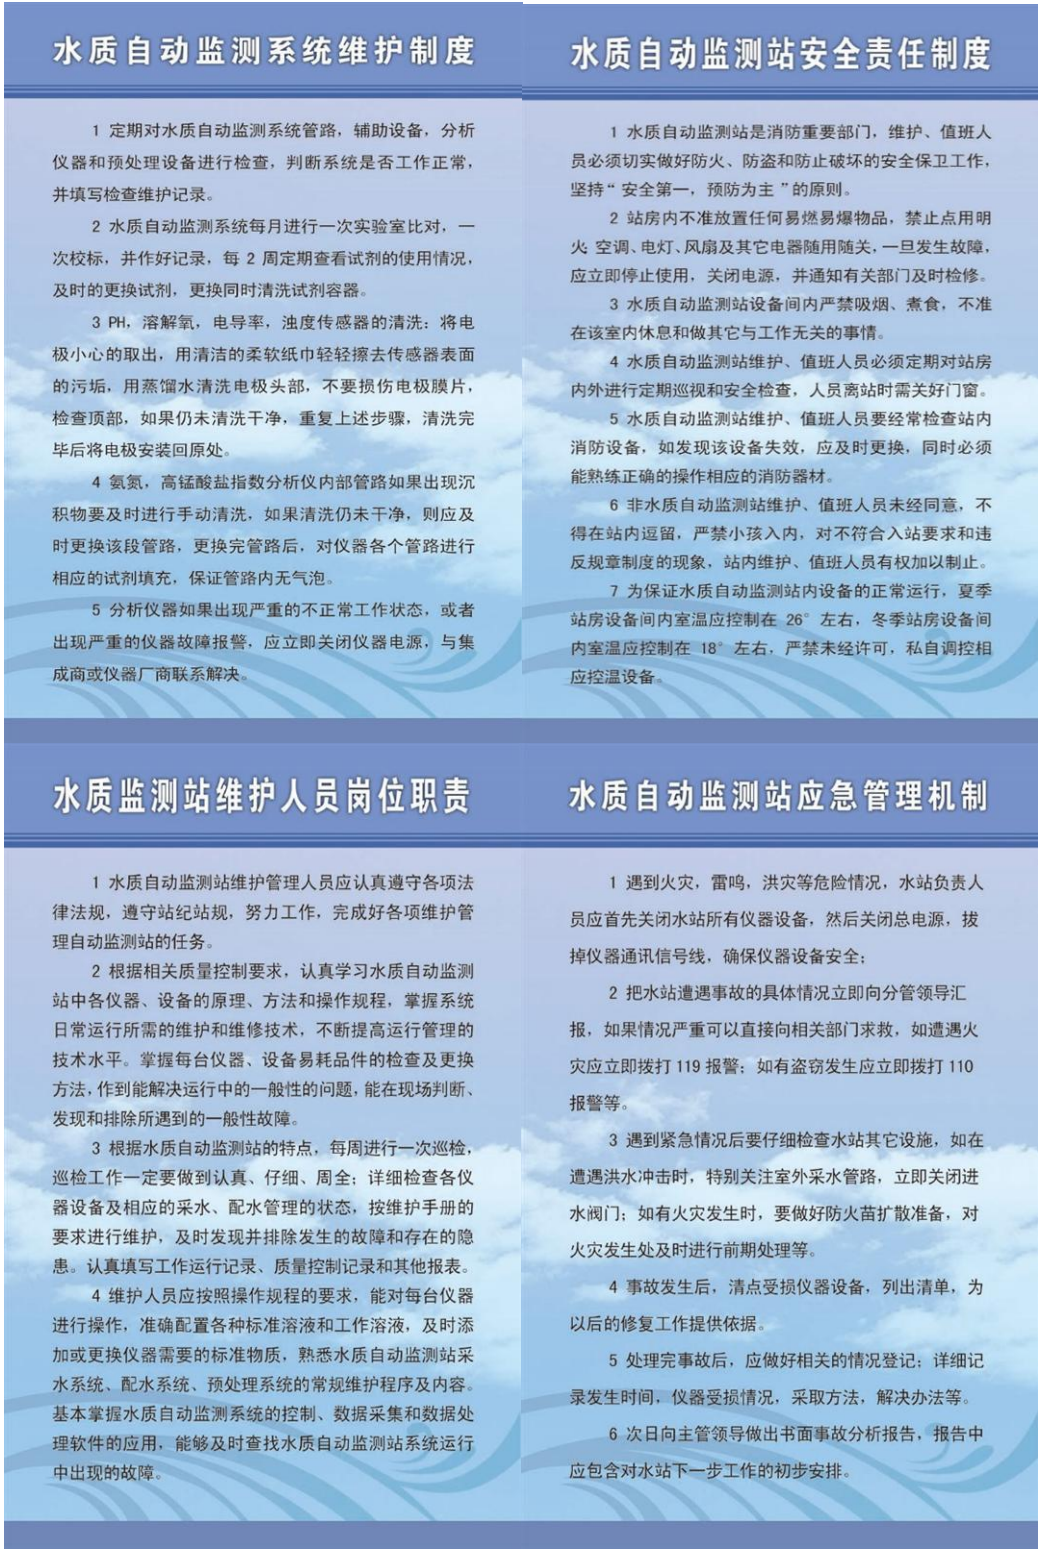 水质自动监测系统维护制度
1 定期对水质自动监测系统管路，辅助设备，分析
仪器和预处理设备进行检查，判断系统是否工作正常，
并填写检查维护记录。
2 水质自动监测系统每月进行一次实验室比对，一
次校标，并作好记录，每 2 周定期查看试剂的使用情况，
及时的更换试剂，更换同时清洗试剂容器。
3 PH，溶解氧，电导率，浊度传感器的清洗：将电
极小心的取出，用清洁的柔软纸巾轻轻擦去传感器表面
的污垢，用蒸馏水清洗电极头部，不要损伤电极膜片，
检查顶部，如果仍未清洗干净，重复上述步骤，清洗完
毕后将电极安装回原处。
4 氨氮，高锰酸盐指数分析仪内部管路如果出现沉
积物要及时进行手动清洗，如果清洗仍未干净，则应及
时更换该段管路，更换完管路后，对仪器各个管路进行
相应的试剂填充，保证管路内无气泡。
5 分析仪器如果出现严重的不正常工作状态，或者
出现严重的仪器故障报警，应立即关闭仪器电源，与集
成商或仪器厂商联系解决。
水质自动监测站安全责任制度
1 水质自动监测站是消防重要部门，维护、值班人
员必须切实做好防火、防盗和防止破坏的安全保卫工作，
坚持“安全第一，预防为主”的原则。
2 站房内不准放置任何易燃易爆物品，禁止点用明
火 空调、电灯、风扇及其它电器随用随关，一旦发生故障，
应立即停止使用，关闭电源，并通知有关部门及时检修。
3 水质自动监测站设备间内严禁吸烟、煮食，不准
在该室内休息和做其它与工作无关的事情。
4 水质自动监测站维护、值班人员必须定期对站房
内外进行定期巡视和安全检查，人员离站时需关好门窗。
5 水质自动监测站维护、值班人员要经常检查站内
消防设备，如发现该设备失效，应及时更换，同时必须
能熟练正确的操作相应的消防器材。
6 非水质自动监测站维护、值班人员未经同意，不
得在站内逗留，严禁小孩入内，对不符合入站要求和违
反规章制度的现象，站内维护、值班人员有权加以制止。
7 为保证水质自动监测站内设备的正常运行，夏季
站房设备间内室温应控制在 26° 左右，冬季站房设备间
内室温应控制在 18° 左右，严禁未经许可，私自调控相
应控温设备。
水质监测站维护人员岗位职责
1 水质自动监测站维护管理人员应认真遵守各项法
律法规，遵守站纪站规，努力工作，完成好各项维护管
理自动监测站的任务。
2 根据相关质量控制要求，认真学习水质自动监测
站中各仪器、设备的原理、方法和操作规程，掌握系统
日常运行所需的维护和维修技术，不断提高运行管理的
技术水平。掌握每台仪器、设备易耗品件的检查及更换
方法，作到能解决运行中的一般性的问题，能在现场判断、
发现和排除所遇到的一般性故障。
3 根据水质自动监测站的特点，每周进行一次巡检，
巡检工作一定要做到认真、仔细、周全；详细检查各仪
器设备及相应的采水、配水管理的状态，按维护手册的
要求进行维护，及时发现并排除发生的故障和存在的隐
患。认真填写工作运行记录、质量控制记录和其他报表。
4 维护人员应按照操作规程的要求，能对每台仪器
进行操作，准确配置各种标准溶液和工作溶液，及时添
加或更换仪器需要的标准物质，熟悉水质自动监测站采
水系统、配水系统、预处理系统的常规维护程序及内容。
基本掌握水质自动监测系统的控制、数据采集和数据处
理软件的应用，能够及时查找水质自动监测站系统运行
中出现的故障。
水质自动监测站应急管理机制
1 遇到火灾，雷鸣，洪灾等危险情况，水站负责人
员应首先关闭水站所有仪器设备，然后关闭总电源，拔
掉仪器通讯信号线，确保仪器设备安全；
2 把水站遭遇事故的具体情况立即向分管领导汇
报，如果情况严重可以直接向相关部门求救，如遭遇火
灾应立即拨打 119 报警；如有盗窃发生应立即拨打 110
报警等。
3 遇到紧急情况后要仔细检查水站其它设施，如在
遭遇洪水冲击时，特别关注室外采水管路，立即关闭进
水阀门；如有火灾发生时，要做好防火苗扩散准备，对
火灾发生处及时进行前期处理等。
4 事故发生后，清点受损仪器设备，列出清单，为
以后的修复工作提供依据。
5 处理完事故后，应做好相关的情况登记；详细记
录发生时间，仪器受损情况，采取方法，解决办法等。
6 次日向主管领导做出书面事故分析报告，报告中
应包含对水站下一步工作的初步安排。